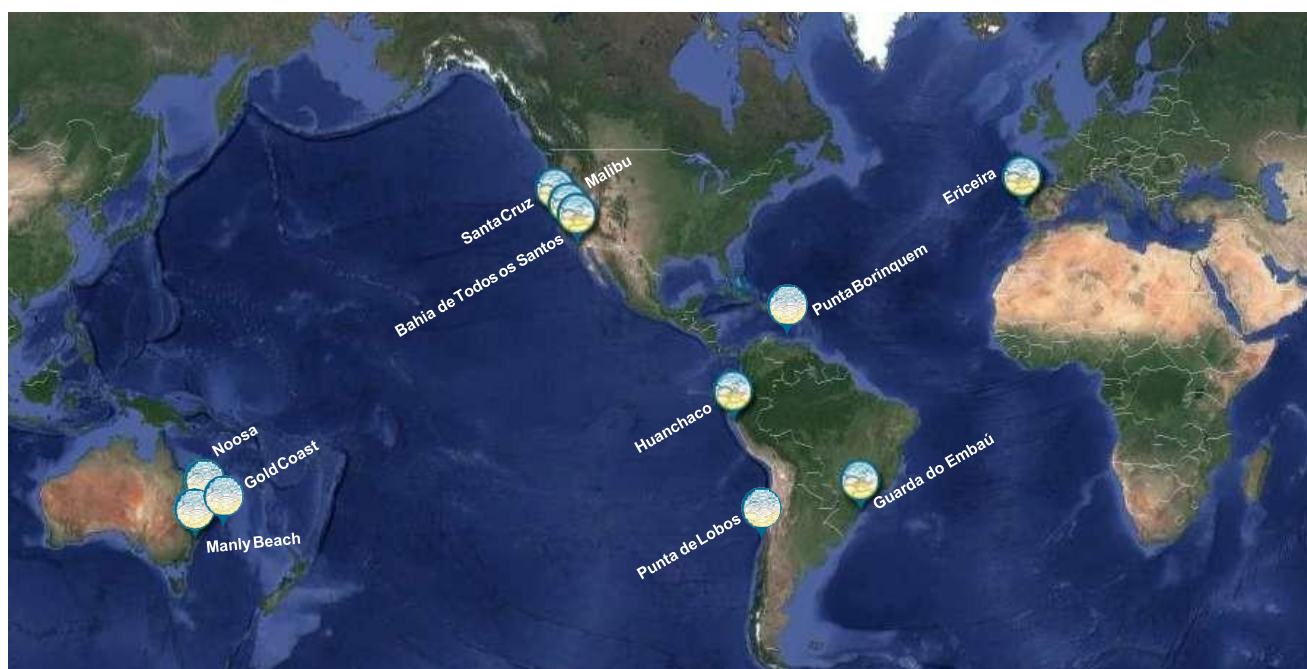 Malibu
Santa Cruz
Bahia de Todos os Santos
Ericeira
Punta Borinquem
Huanchaco
Noosa
Gold Coast
Manly Beach
Guarda do Embaú
Punta de Lobos